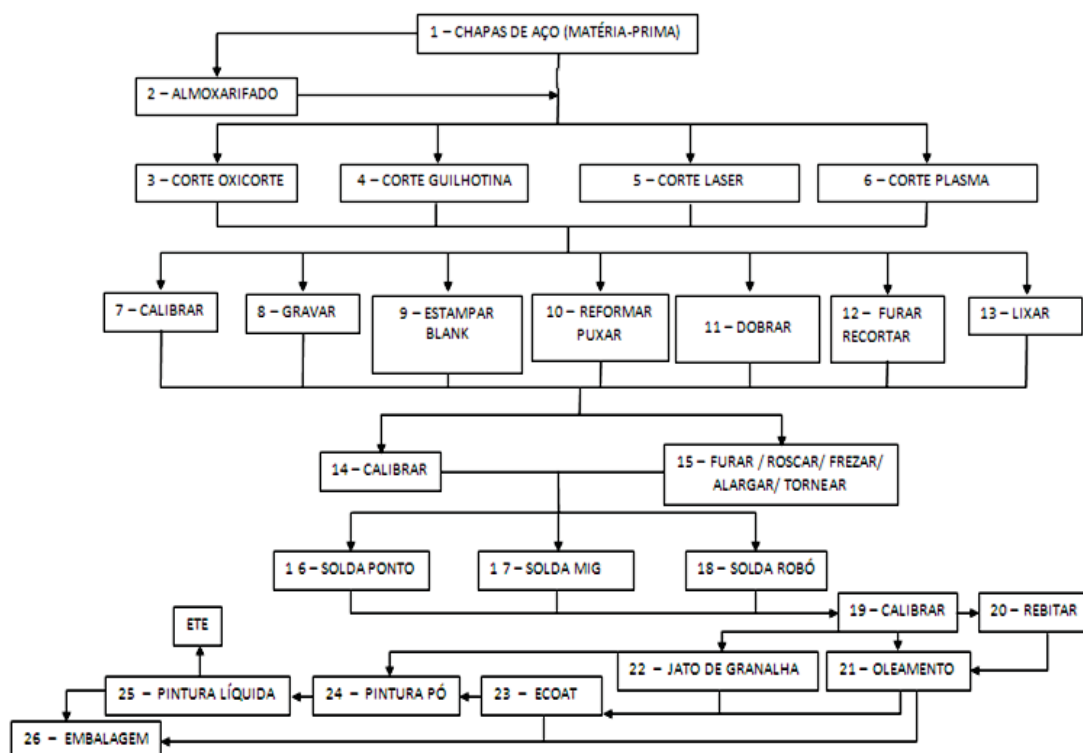 1 – CHAPAS DE AÇO (MATÉRIA-PRIMA)
2 – ALMOXARIFADO
3 – CORTE OXICORTE
4 – CORTE GUILHOTINA
5 – CORTE LASER
6 – CORTE PLASMA
7 – CALIBRAR
8 – GRAVAR
9 – ESTAMPAR
BLANK
10 – REFORMAR
PUXAR
11 – DOBRAR
12 – FURAR
RECORTAR
13 – LIXAR
14 – CALIBRAR
15 – FURAR / ROSCAR/ FREZAR/
ALARGAR/ TORNEAR
1 6 – SOLDA PONTO
1 7 – SOLDA MIG
18 – SOLDA ROBÓ
19 – CALIBRAR
20 – REBITAR
ETE
22 – JATO DE GRANALHA
21 – OLEAMENTO
25 – PINTURA LÍQUIDA
24 – PINTURA PÓ
23 – ECOAT
26 – EMBALAGEM